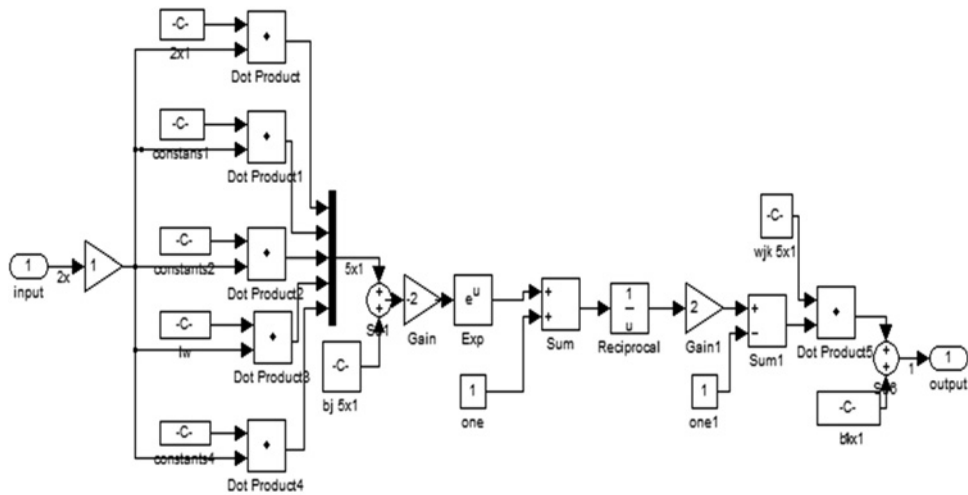 -C-
2x1
Dot Product
-C-
constans1
Dot Product1
-C-
constants2
Dot Product2
-C-
Iw
Dot Product3
-C-
constants4
Dot Product4
1
input
2x
1
5x1
+
+
-C-
bj 5x1
-2
Gain
e^u
Exp
+
+
Sum
1
one
1
u
Reciprocal
2
Gain1
+
−
Sum1
1
one1
-C-
wjk 5x1
Dot Product5
+
+
-C-
1
1
output